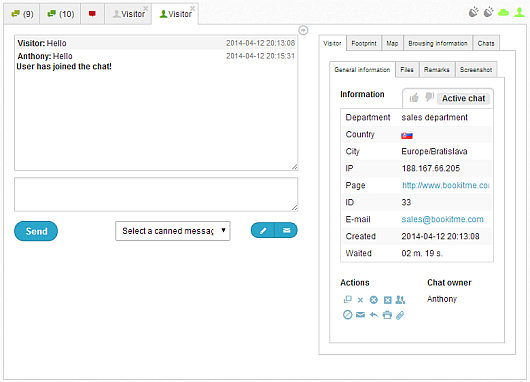 (9)
(10)
Visitor
Visitor
Visitor: Hello 2014-04-12 20:13:08
Anthony: Hello 2014-04-12 20:15:31
User has joined the chat!
Send
Select a canned messag
Visitor Footprint Map Browsing information Chats
General information Files Remarks Screenshot
Information Active chat
Department sales department
Country
City Europe/Bratislava
IP 188.167.66.205
Page http://www.bookitme.co
ID 33
E-mail sales@bookitme.com
Created 2014-04-12 20:13:08
Waited 02 m. 19 s.
Actions Chat owner
Anthony